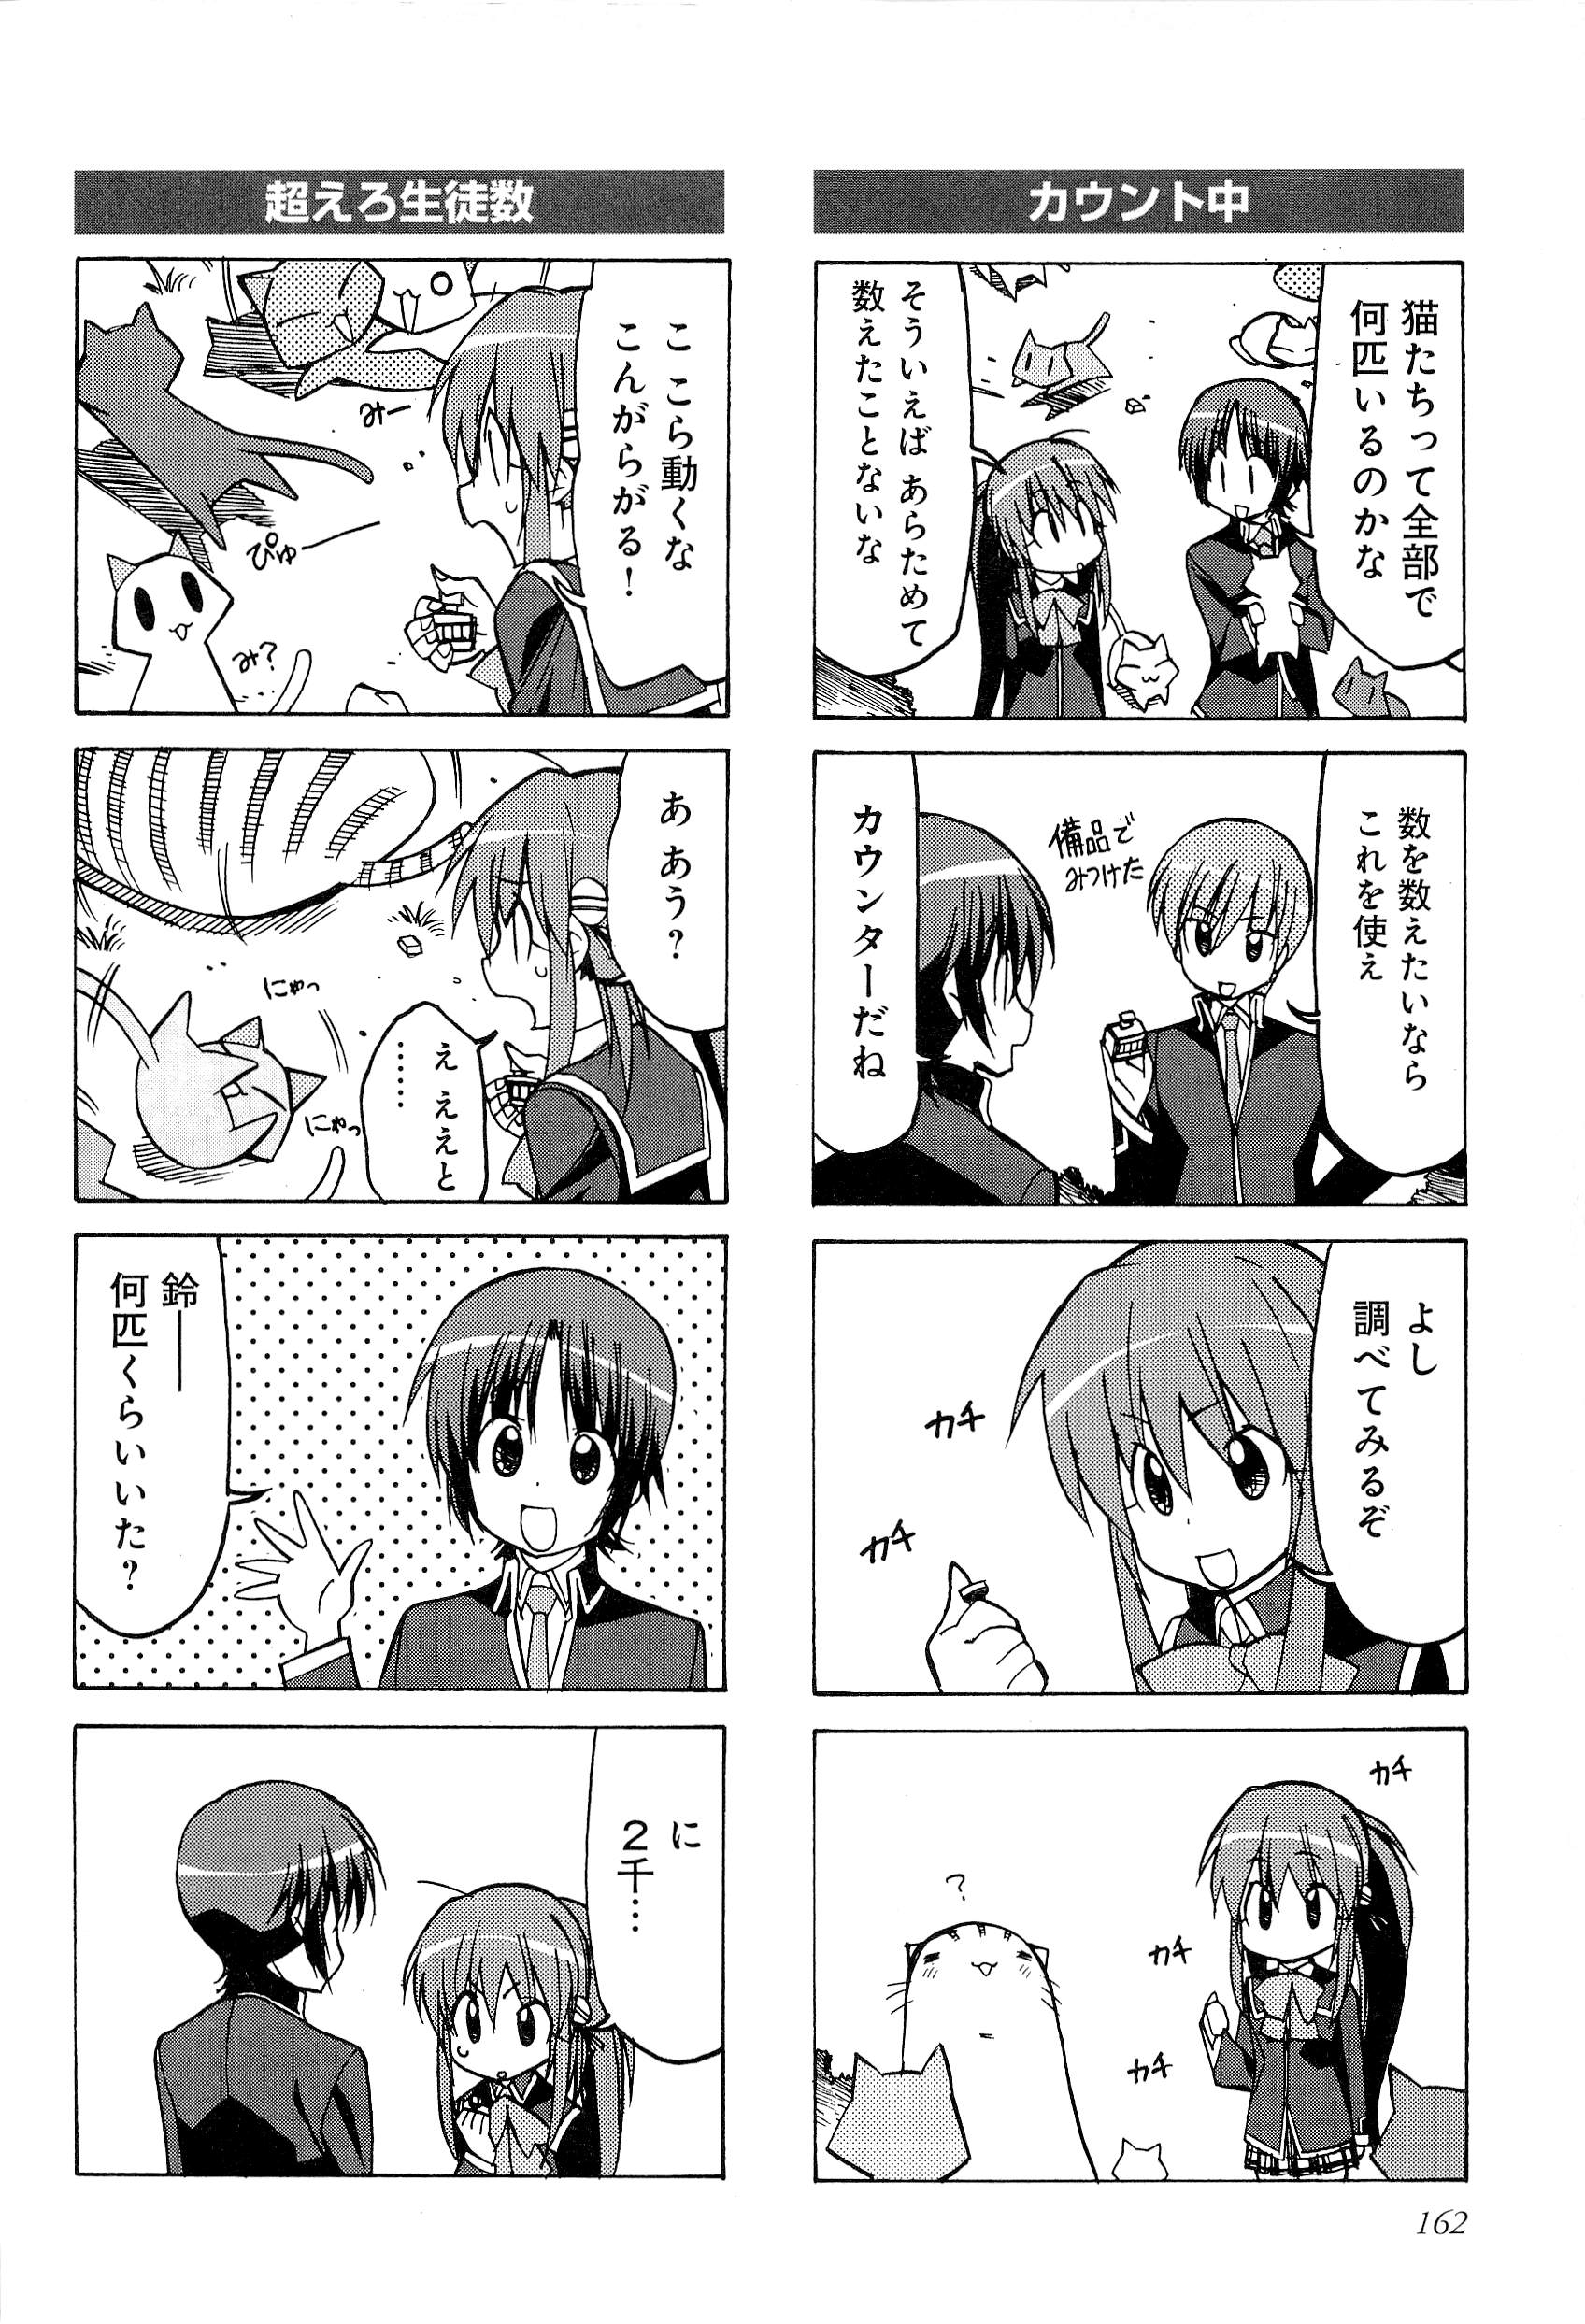 カウント中
猫たちって全部で
何匹いるのかな
そういえば あらためて
数えたことないな
数を数えたいなら
これを使え
備品で
みつけた
カウンターだね
よし
調べてみるぞ
カチ
カチ
カチ
？
カチ
カチ
超えろ生徒数
こ こら動くな
こんがらがる！
みー
ぴゅー
み？
あ あう？
え ええと
……
にゃっ
にゃっ
鈴──
何匹くらいいた？
に
２千…
162